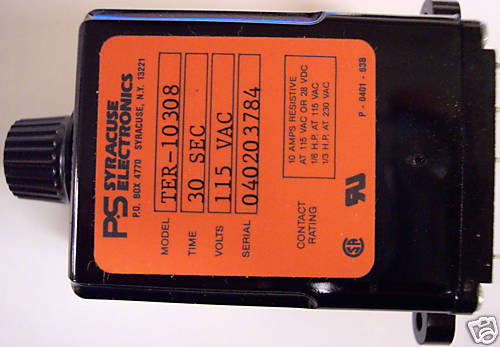 PS SYRACUSE
ELECTRONICS
P.O. BOX 4770 SYRACUSE, N.Y. 13221
MODEL TER-10308
TIME 30 SEC
VOLTS 115 VAC
SERIAL 040203784
CONTACT
RATING
10 AMPS RESISTIVE
AT 115 VAC OR 28 VDC
1/6 H.P. AT 115 VAC
1/3 H.P. AT 230 VAC
P-0401-638